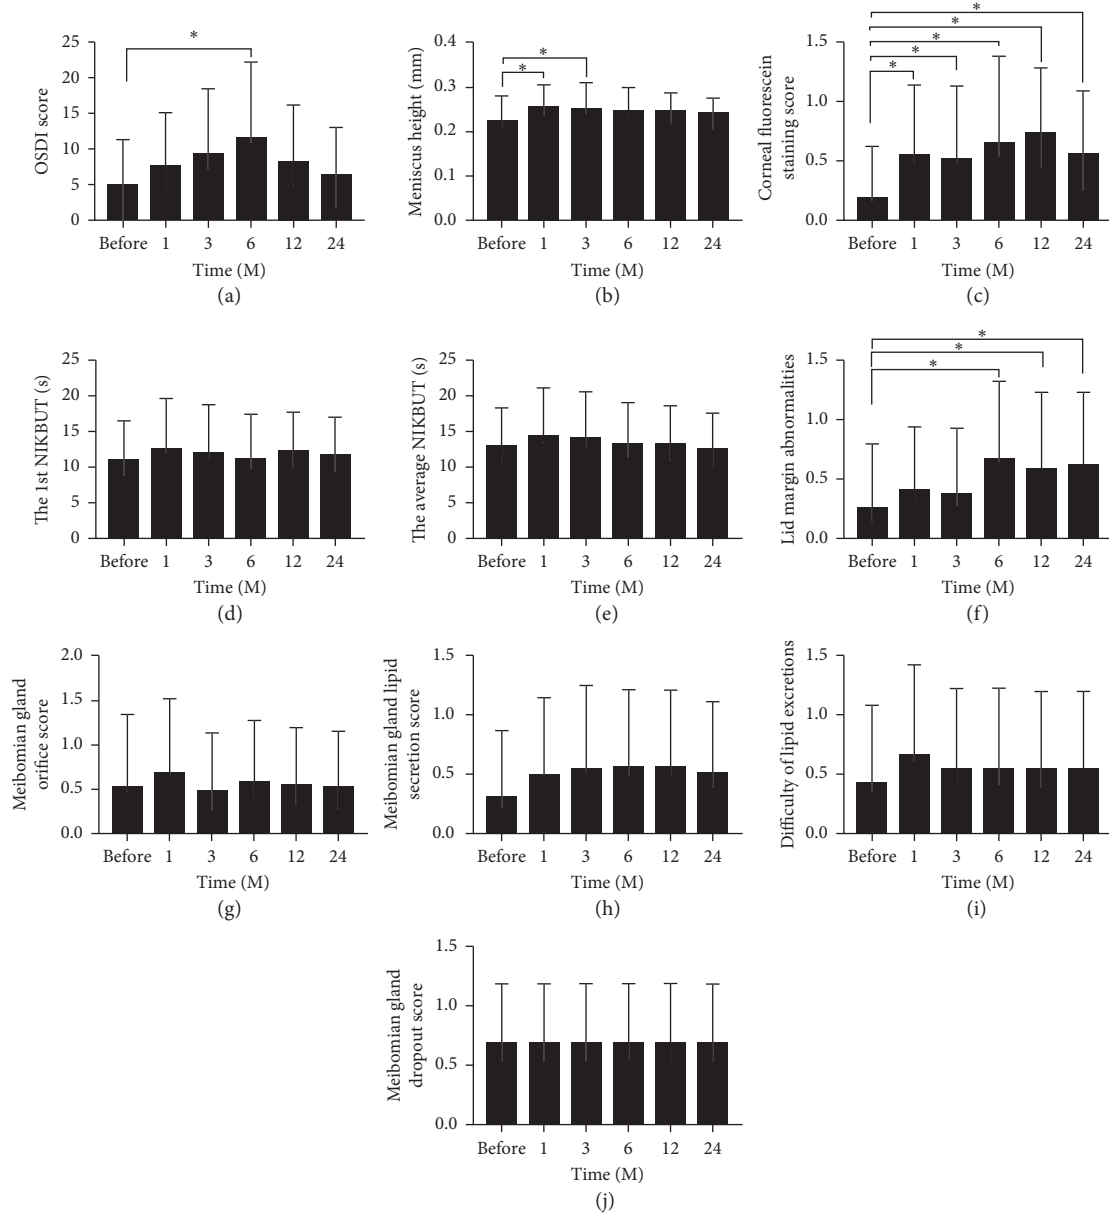 25
20
15
10
5
0
OSDI score
*
Before 1 3 6 12 24
Time (M)
(a)
0.4
0.3
0.2
0.1
0.0
Meniscus height (mm)
*
*
Before 1 3 6 12 24
Time (M)
(b)
1.5
1.0
0.5
0.0
Corneal fluorescein
staining score
*
*
*
*
*
Before 1 3 6 12 24
Time (M)
(c)
25
20
15
10
5
0
The 1st NIKBUT (s)
Before 1 3 6 12 24
Time (M)
(d)
25
20
15
10
5
0
The average NIKBUT (s)
Before 1 3 6 12 24
Time (M)
(e)
1.5
1.0
0.5
0.0
Lid margin abnormalities
*
*
*
Before 1 3 6 12 24
Time (M)
(f)
2.0
1.5
1.0
0.5
0.0
Meibomian gland
orifice score
Before 1 3 6 12 24
Time (M)
(g)
1.5
1.0
0.5
0.0
Meibomian gland lipid
secretion score
Before 1 3 6 12 24
Time (M)
(h)
1.5
1.0
0.5
0.0
Difficulty of lipid excretions
Before 1 3 6 12 24
Time (M)
(i)
1.5
1.0
0.5
0.0
Meibomian gland
dropout score
Before 1 3 6 12 24
Time (M)
(j)